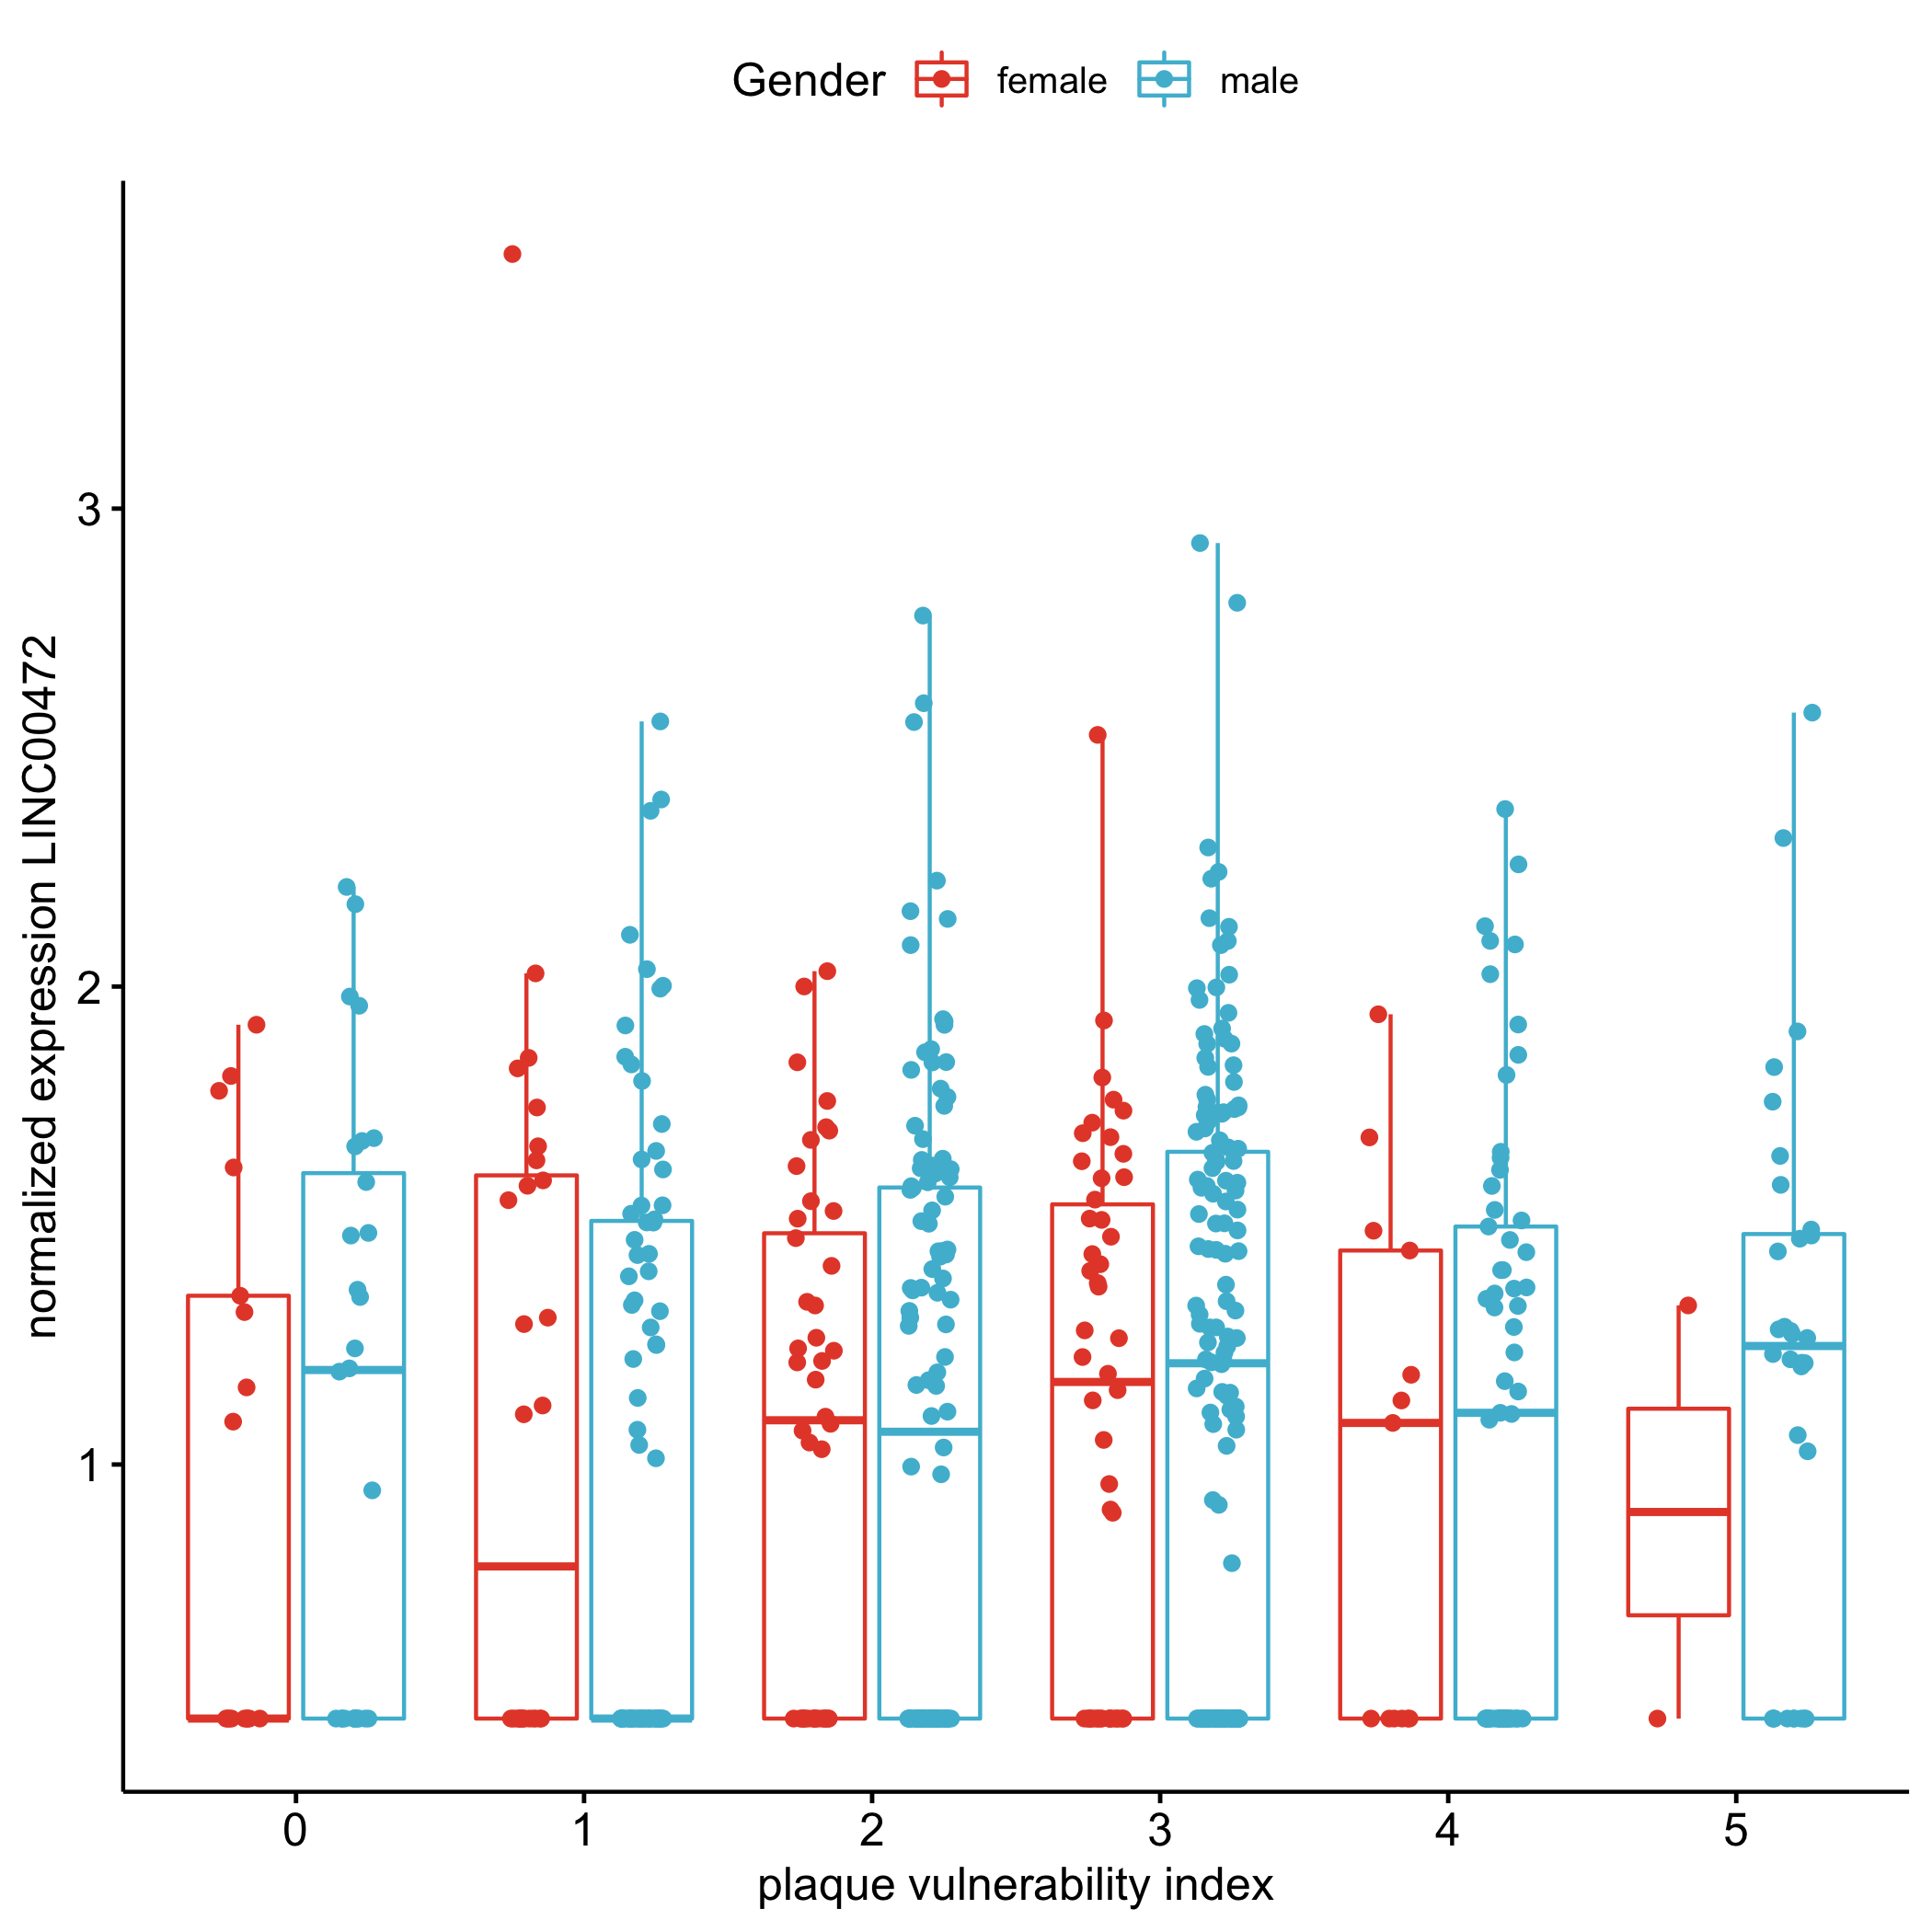 Gender female male
normalized expression LINC00472
3
2
1
0 1 2 3 4 5
plaque vulnerability index